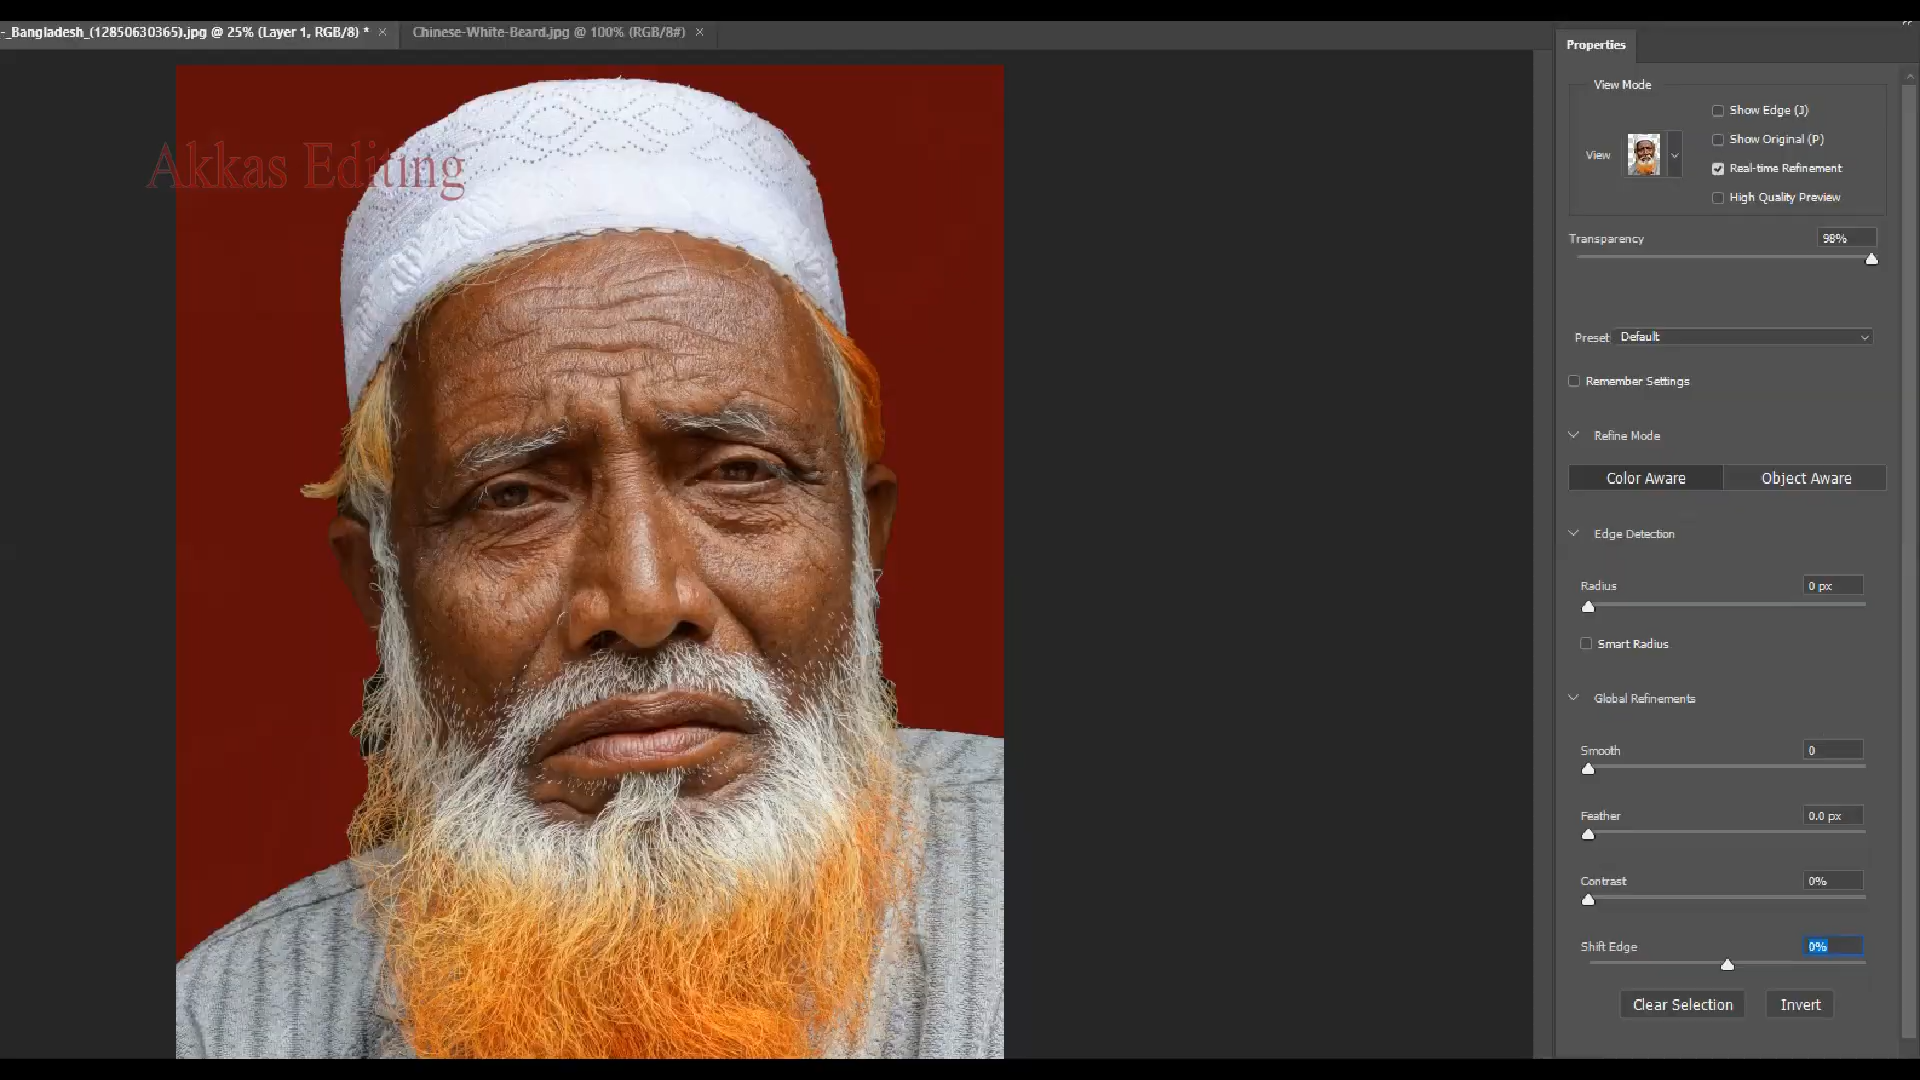 -_Bangladesh_(12850630365).jpg @ 25% (Layer 1, RGB/8) * × Chinese-White-Beard.jpg @ 100% (RGB/8#) ×
Akkas Editing
Properties
View Mode
View
Show Edge (J)
Show Original (P)
Real-time Refinement
High Quality Preview
Transparency 98%
Preset Default
Remember Settings
Refine Mode
Color Aware Object Aware
Edge Detection
Radius 0 px
Smart Radius
Global Refinements
Smooth 0
Feather 0.0 px
Contrast 0%
Shift Edge 0%
Clear Selection Invert